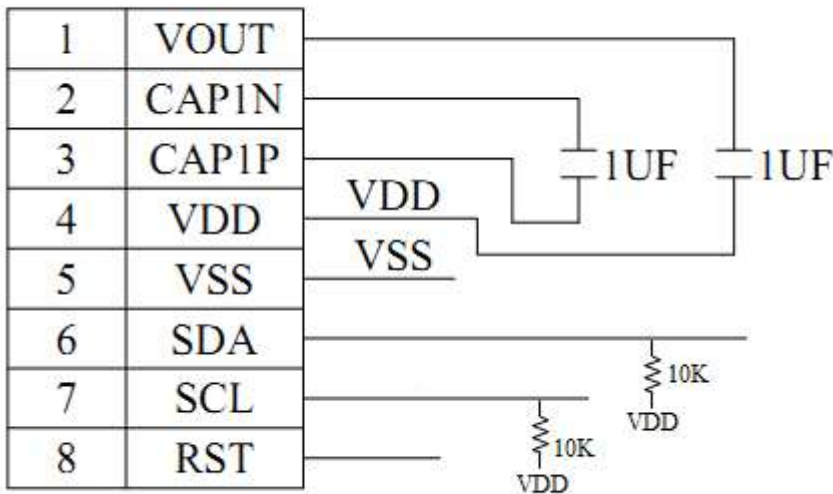 1 VOUT
2 CAP1N
3 CAP1P 1UF 1UF
4 VDD VDD
5 VSS VSS
6 SDA
10K
7 SCL
VDD
8 RST 10K
VDD